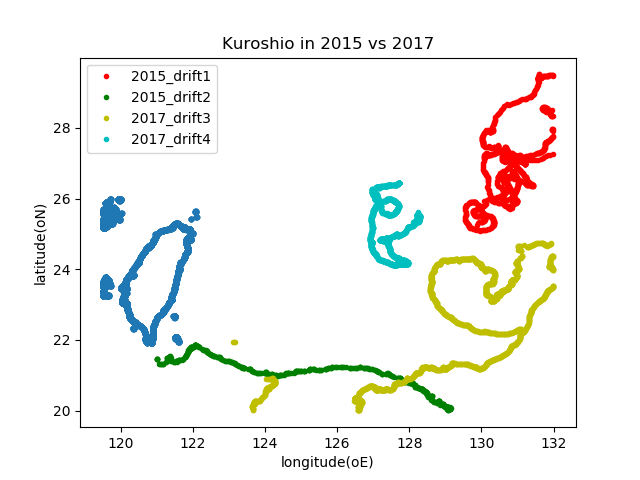 Kuroshio in 2015 vs 2017
2015_drift1
2015_drift2
2017_drift3
2017_drift4
28
26
24
22
20
latitude(oN)
120 122 124 126 128 130 132
longitude(oE)